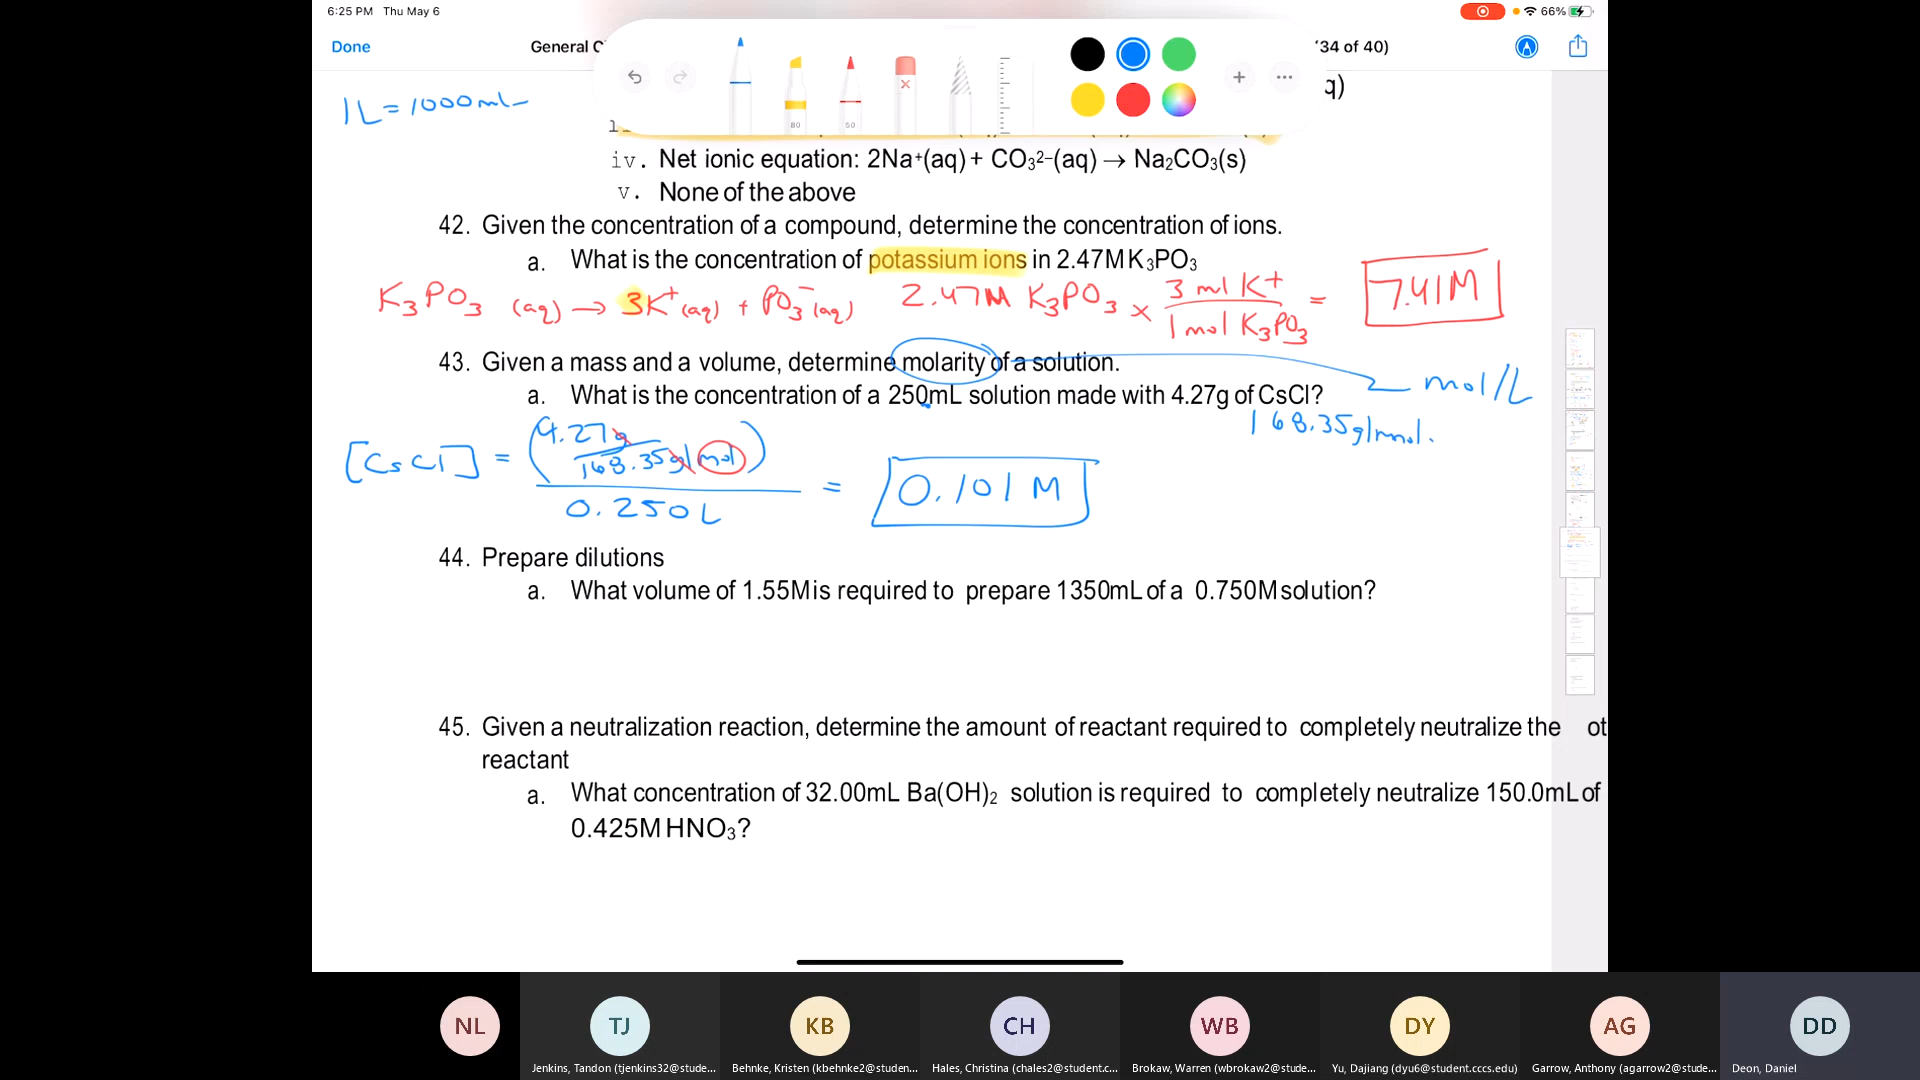 6:25 PM Thu May 6
66%
Done
General C
(34 of 40)
1L = 1000mL
80
50
q)
iv. Net ionic equation: 2Na⁺(aq) + CO₃²⁻(aq) → Na₂CO₃(s)
v. None of the above
42. Given the concentration of a compound, determine the concentration of ions.
a. What is the concentration of potassium ions in 2.47M K₃PO₃
K₃PO₃ (aq) → 3K⁺(aq) + PO₃⁻(aq) 2.47M K₃PO₃ × 3 ml K+ / 1 mol K₃PO₃ = 7.41M
43. Given a mass and a volume, determine molarity of a solution.
mol/L
a. What is the concentration of a 250mL solution made with 4.27g of CsCl?
168.35g/mol.
[CsCl] = (4.27g / 168.35g/mol) / 0.250L = 0.101 M
44. Prepare dilutions
a. What volume of 1.55M is required to prepare 1350mL of a 0.750M solution?
45. Given a neutralization reaction, determine the amount of reactant required to completely neutralize the ot
reactant
a. What concentration of 32.00mL Ba(OH)₂ solution is required to completely neutralize 150.0mL of
0.425M HNO₃?
NL TJ KB CH WB DY AG DD
Jenkins, Tandon (tjenkins32@stude... Behnke, Kristen (kbehnke2@studen... Hales, Christina (chales2@student.c... Brokaw, Warren (wbrokaw2@stude... Yu, Dajiang (dyu6@student.cccs.edu) Garrow, Anthony (agarrow2@stude... Deon, Daniel